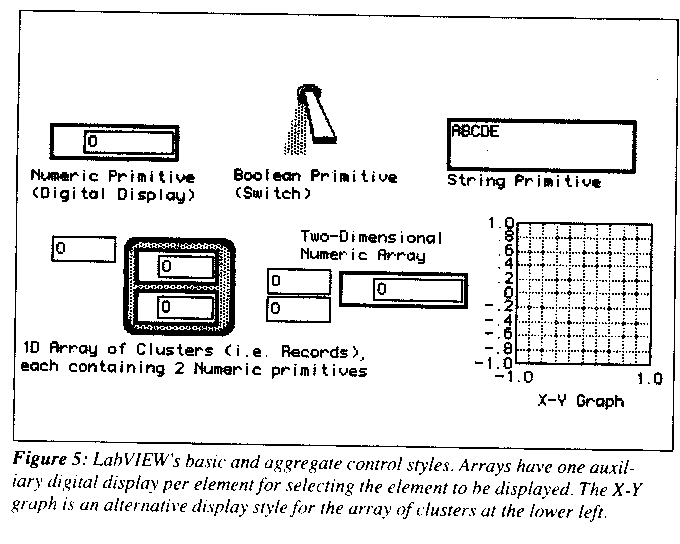 0
Numeric Primitive
(Digital Display)
Boolean Primitive
(Switch)
ABCDE
String Primitive
0
0
0
1D Array of Clusters (i.e. Records),
each containing 2 Numeric primitives
Two-Dimensional
Numeric Array
0
0
0
1.0
.8
.6
.4
.2
0
-.2
-.4
-.6
-.8
-1.0
-1.0
1.0
X-Y Graph
Figure 5: LabVIEW's basic and aggregate control styles. Arrays have one auxil-
iary digital display per element for selecting the element to be displayed. The X-Y
graph is an alternative display style for the array of clusters at the lower left.